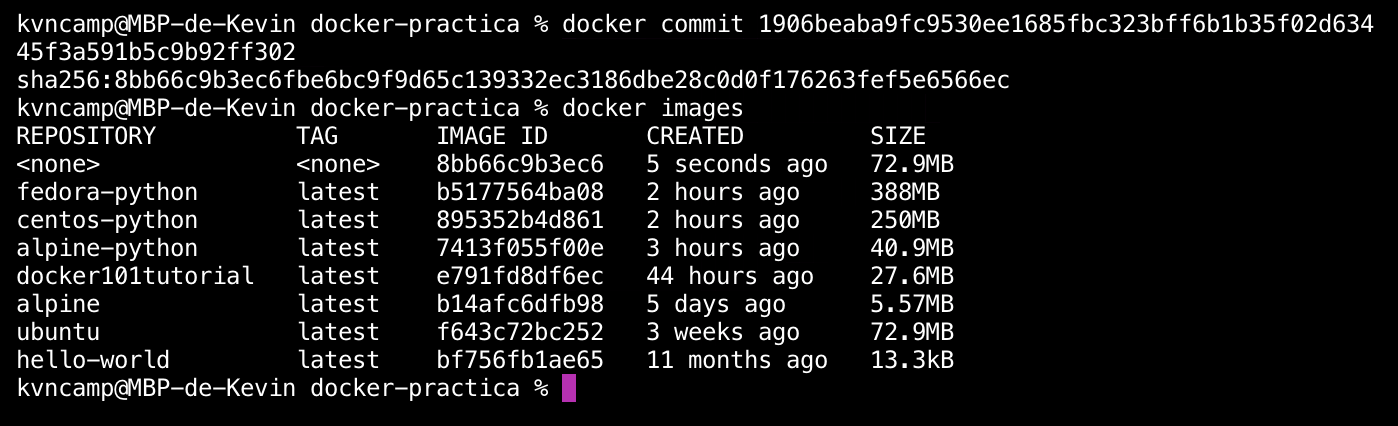 kvncamp@MBP-de-Kevin docker-practica % docker commit 1906beaba9fc9530ee1685fbc323bff6b1b35f02d634
45f3a591b5c9b92ff302
sha256:8bb66c9b3ec6fbe6bc9f9d65c139332ec3186dbe28c0d0f176263fef5e6566ec
kvncamp@MBP-de-Kevin docker-practica % docker images
REPOSITORY          TAG       IMAGE ID       CREATED         SIZE
<none>              <none>    8bb66c9b3ec6   5 seconds ago   72.9MB
fedora-python       latest    b5177564ba08   2 hours ago     388MB
centos-python       latest    895352b4d861   2 hours ago     250MB
alpine-python       latest    7413f055f00e   3 hours ago     40.9MB
docker101tutorial   latest    e791fd8df6ec   44 hours ago    27.6MB
alpine              latest    b14afc6dfb98   5 days ago      5.57MB
ubuntu              latest    f643c72bc252   3 weeks ago     72.9MB
hello-world         latest    bf756fb1ae65   11 months ago   13.3kB
kvncamp@MBP-de-Kevin docker-practica %